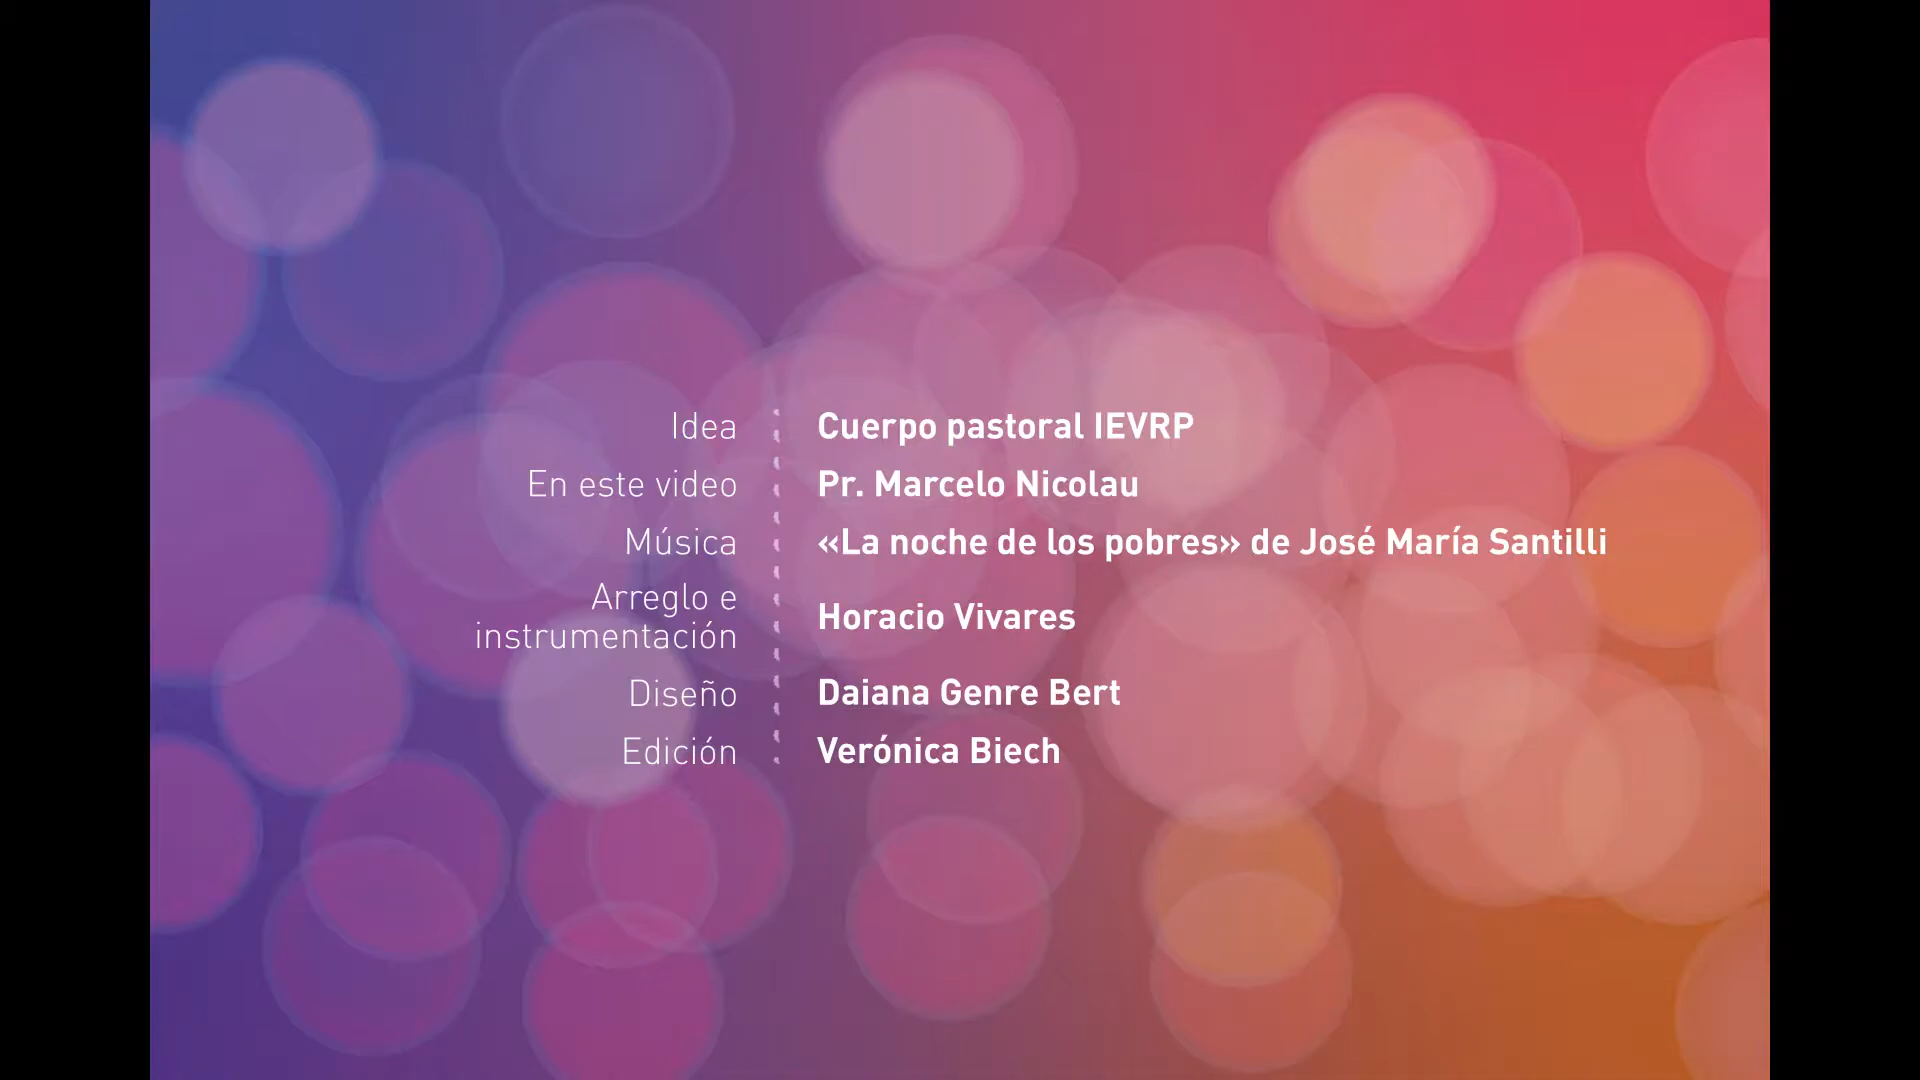 Idea Cuerpo pastoral IEVRP
En este video Pr. Marcelo Nicolau
Música «La noche de los pobres» de José María Santilli
Arreglo e
instrumentación Horacio Vivares
Diseño Daiana Genre Bert
Edición Verónica Biech